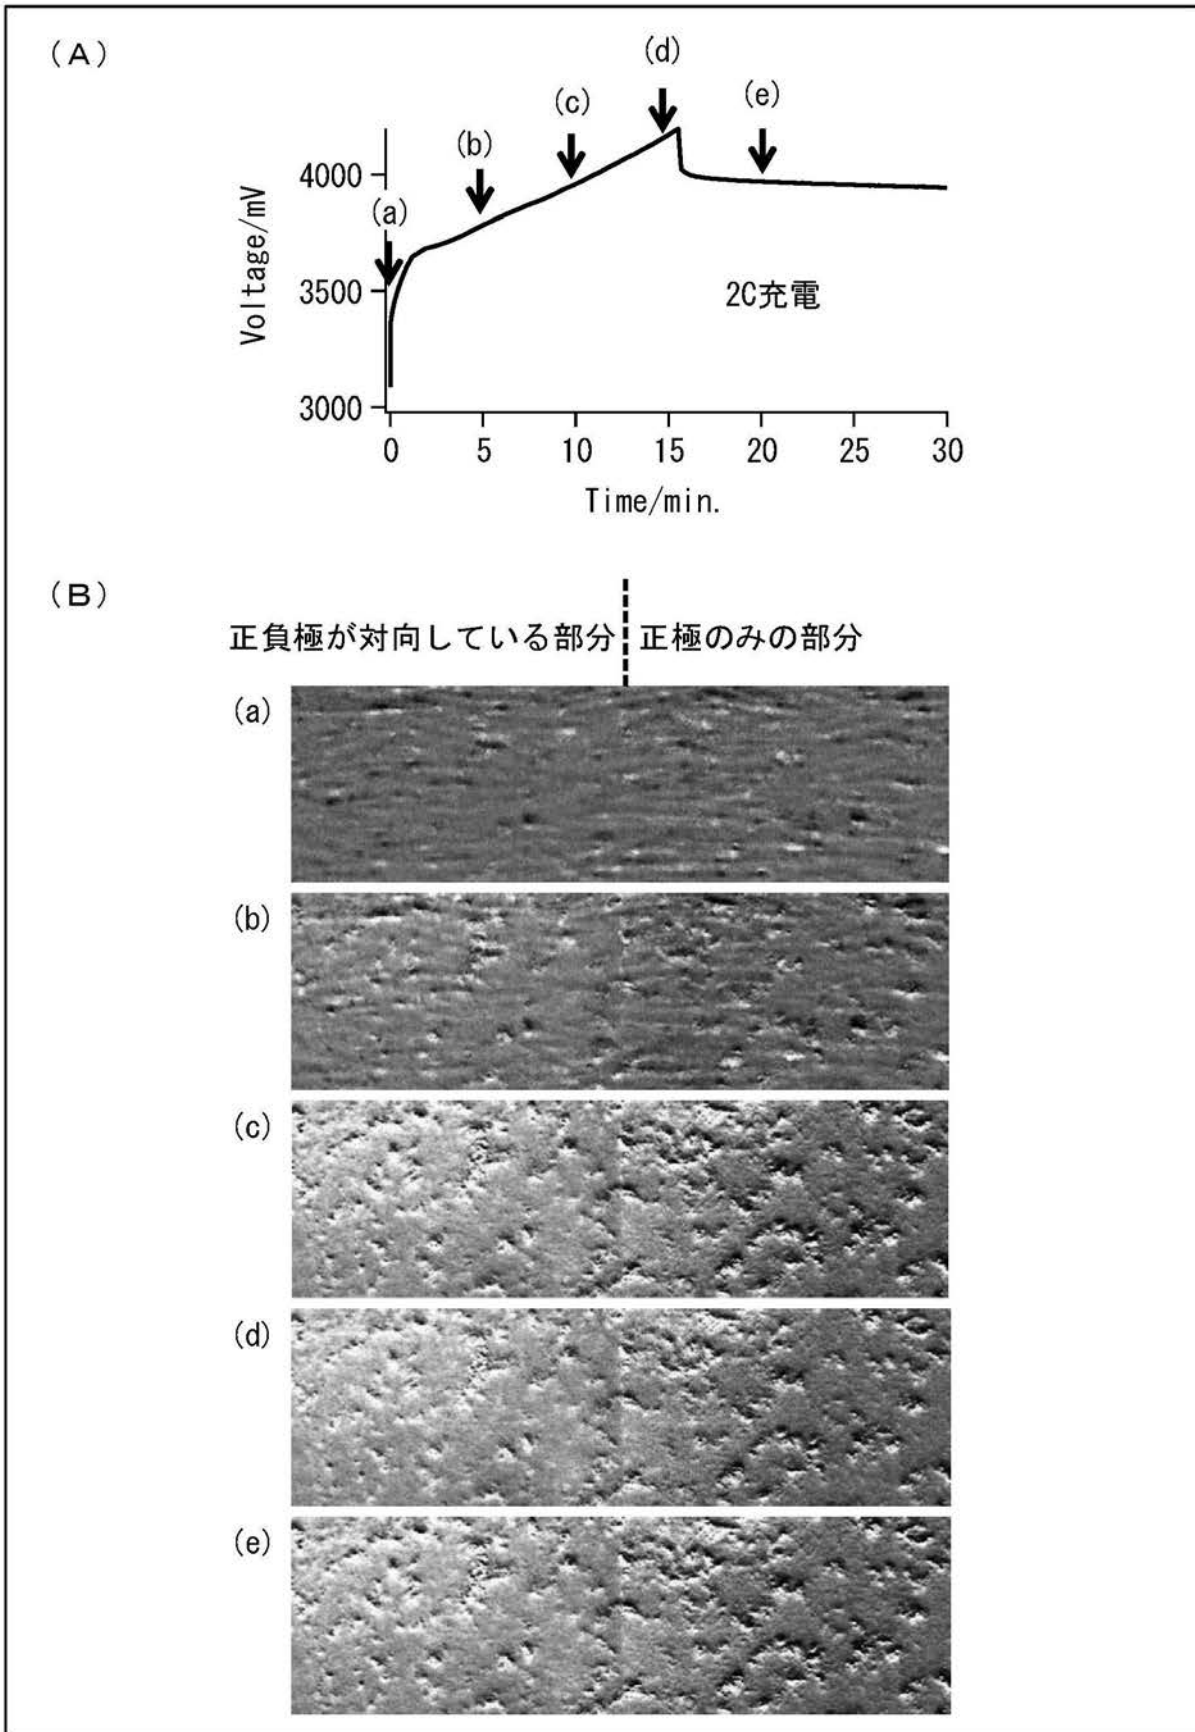 （A）
(d)
(c)
(e)
(b)
4000
(a)
Voltage/mV
3500
2C充電
3000
0 5 10 15 20 25 30
Time/min.
（B）
正負極が対向している部分 正極のみの部分
(a)
(b)
(c)
(d)
(e)